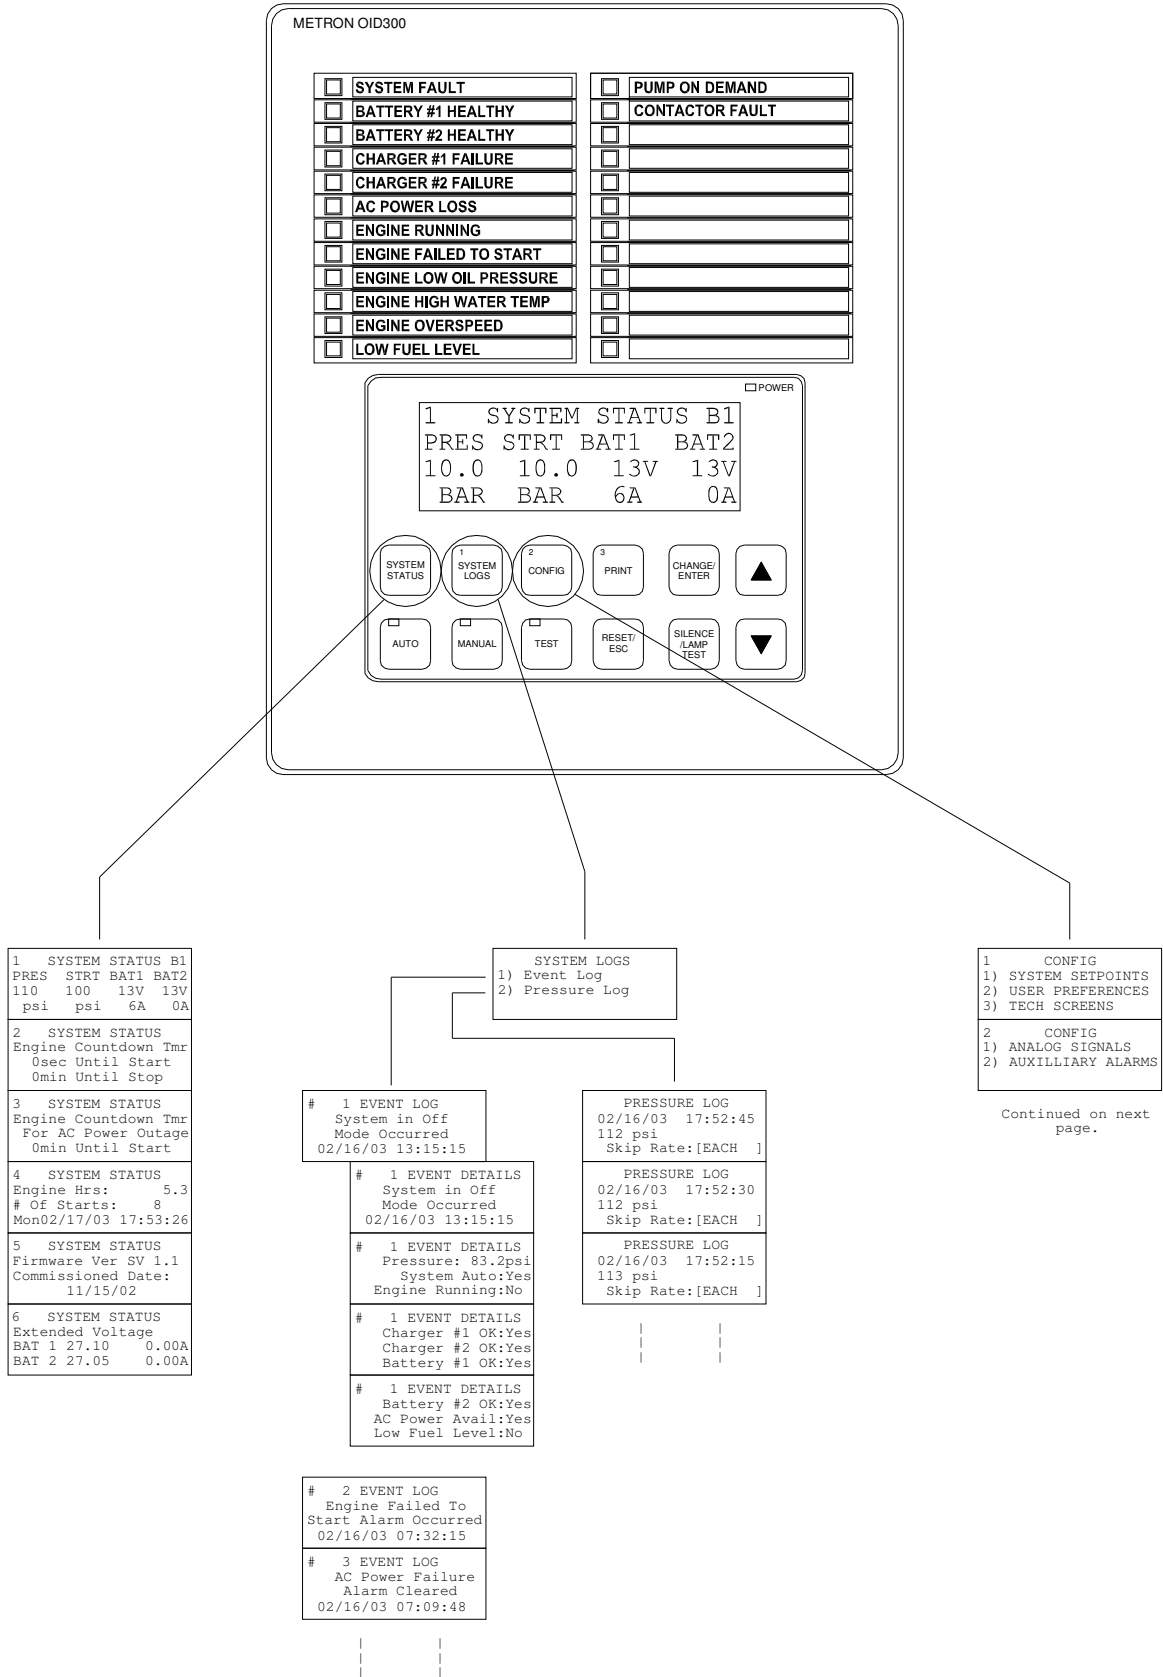 METRON OID300
SYSTEM FAULT
BATTERY #1 HEALTHY
BATTERY #2 HEALTHY
CHARGER #1 FAILURE
CHARGER #2 FAILURE
AC POWER LOSS
ENGINE RUNNING
ENGINE FAILED TO START
ENGINE LOW OIL PRESSURE
ENGINE HIGH WATER TEMP
ENGINE OVERSPEED
LOW FUEL LEVEL
PUMP ON DEMAND
CONTACTOR FAULT
POWER
1 SYSTEM STATUS B1
PRES STRT BAT1 BAT2
10.0 10.0 13V 13V
BAR BAR 6A 0A
SYSTEM
STATUS
1
SYSTEM
LOGS
2
CONFIG
3
PRINT
CHANGE/
ENTER
AUTO
MANUAL
TEST
RESET/
ESC
SILENCE
/LAMP
TEST
1 SYSTEM STATUS B1
PRES STRT BAT1 BAT2
110 100 13V 13V
psi psi 6A 0A
2 SYSTEM STATUS
Engine Countdown Tmr
0sec Until Start
0min Until Stop
3 SYSTEM STATUS
Engine Countdown Tmr
For AC Power Outage
0min Until Start
4 SYSTEM STATUS
Engine Hrs: 5.3
# Of Starts: 8
Mon02/17/03 17:53:26
5 SYSTEM STATUS
Firmware Ver SV 1.1
Commissioned Date:
11/15/02
6 SYSTEM STATUS
Extended Voltage
BAT 1 27.10 0.00A
BAT 2 27.05 0.00A
SYSTEM LOGS
1) Event Log
2) Pressure Log
# 1 EVENT LOG
System in Off
Mode Occurred
02/16/03 13:15:15
# 1 EVENT DETAILS
System in Off
Mode Occurred
02/16/03 13:15:15
# 1 EVENT DETAILS
Pressure: 83.2psi
System Auto:Yes
Engine Running:No
# 1 EVENT DETAILS
Charger #1 OK:Yes
Charger #2 OK:Yes
Battery #1 OK:Yes
# 1 EVENT DETAILS
Battery #2 OK:Yes
AC Power Avail:Yes
Low Fuel Level:No
# 2 EVENT LOG
Engine Failed To
Start Alarm Occurred
02/16/03 07:32:15
# 3 EVENT LOG
AC Power Failure
Alarm Cleared
02/16/03 07:09:48
PRESSURE LOG
02/16/03 17:52:45
112 psi
Skip Rate:[EACH ]
PRESSURE LOG
02/16/03 17:52:30
112 psi
Skip Rate:[EACH ]
PRESSURE LOG
02/16/03 17:52:15
113 psi
Skip Rate:[EACH ]
1 CONFIG
1) SYSTEM SETPOINTS
2) USER PREFERENCES
3) TECH SCREENS
2 CONFIG
1) ANALOG SIGNALS
2) AUXILLIARY ALARMS
Continued on next
page.